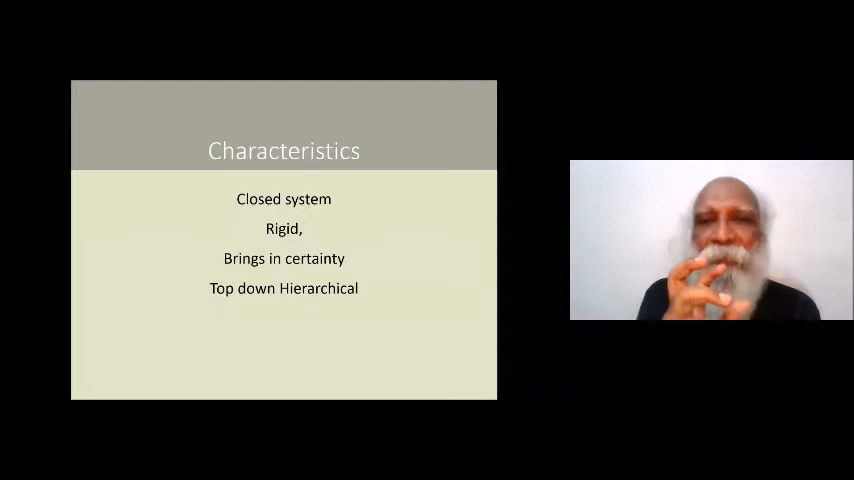 Characteristics
Closed system
Rigid,
Brings in certainty
Top down Hierarchical